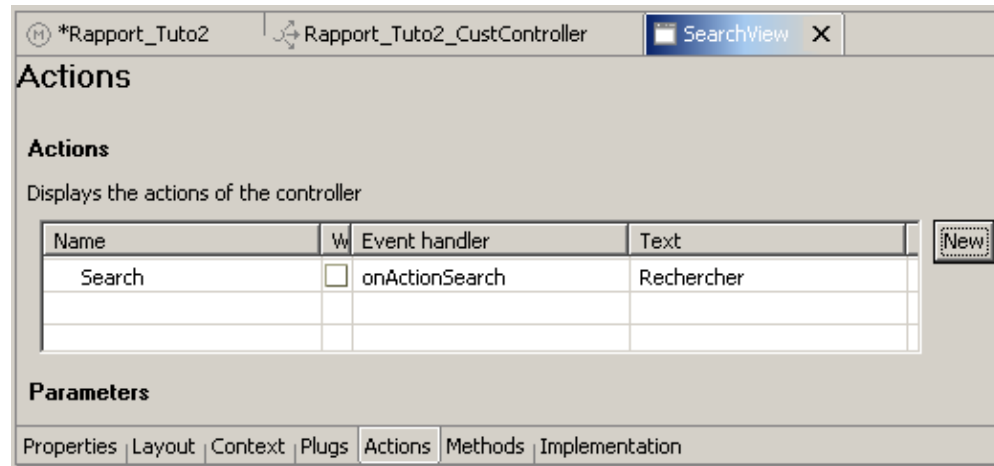 *Rapport_Tuto2 Rapport_Tuto2_CustController SearchView
Actions
Actions
Displays the actions of the controller
Name W Event handler Text New
Search onActionSearch Rechercher
Parameters
Properties Layout Context Plugs Actions Methods Implementation